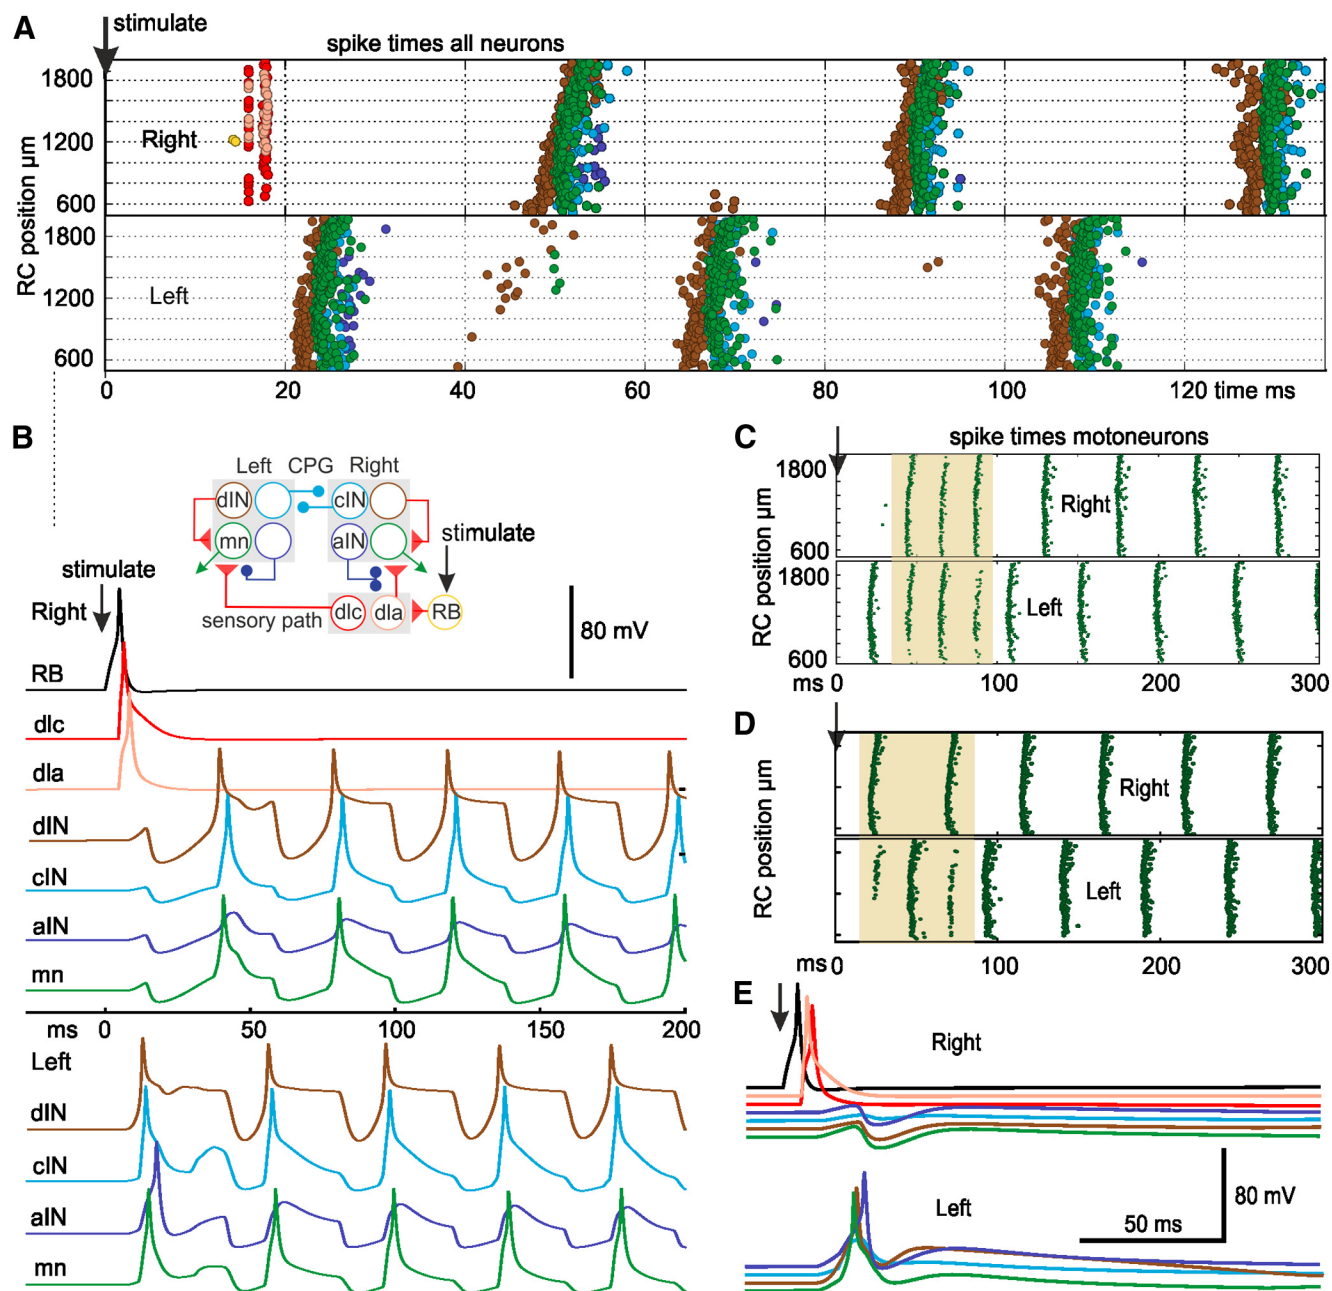 A
stimulate
spike times all neurons
1800
Right
1200
600
1800
Left
1200
600
RC position µm
0 20 40 60 80 100 120 time ms
B
Left CPG Right
dIN cIN
mn aIN
stimulate
dlc dla RB
sensory path
stimulate
Right
80 mV
RB
dlc
dla
dIN
cIN
aIN
mn
ms 0 50 100 150 200
Left
dIN
cIN
aIN
mn
C
spike times motoneurons
1800
Right
600
1800
Left
600
RC position µm
ms 0 100 200 300
D
Right
Left
RC position µm
ms 0 100 200 300
E
Right
Left
80 mV
50 ms